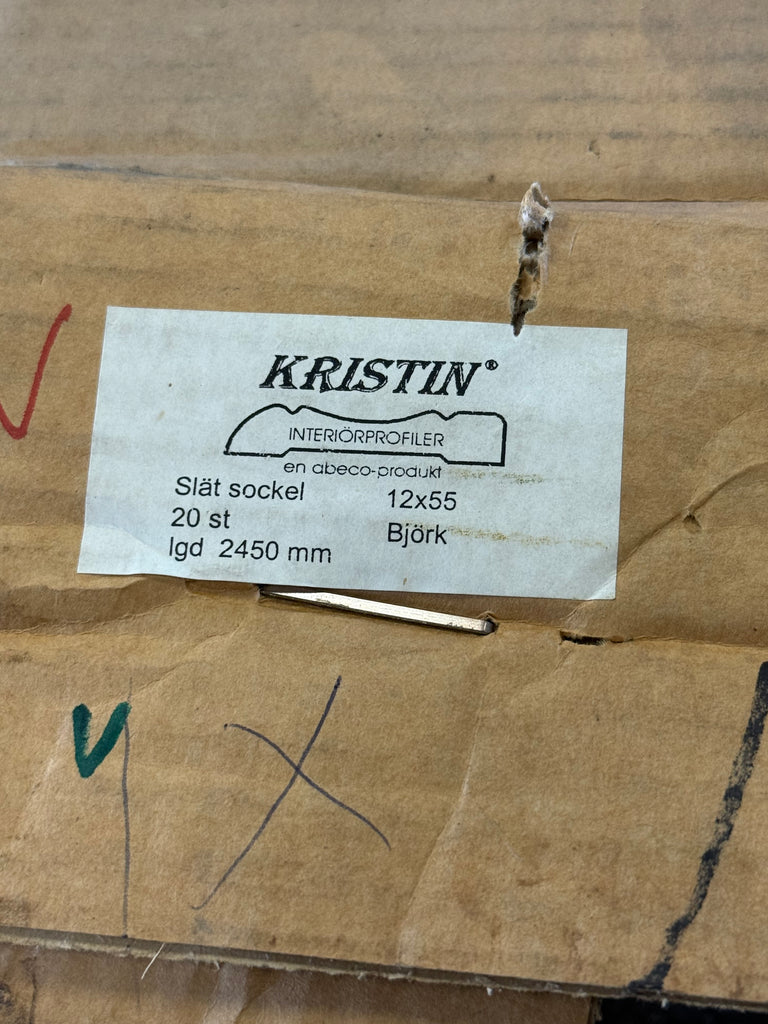 KRISTIN®
INTERIÖRPROFILER
en abeco-produkt
Slät sockel 12x55
20 st Björk
lgd 2450 mm